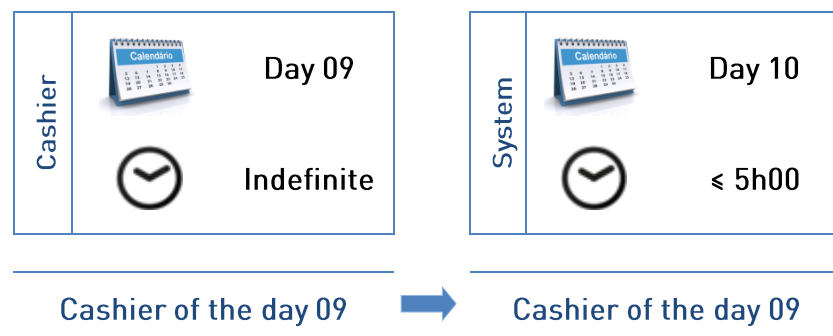 Cashier
Calendário
Day 09
Indefinite
System
Calendário
Day 10
≤ 5h00
Cashier of the day 09
Cashier of the day 09